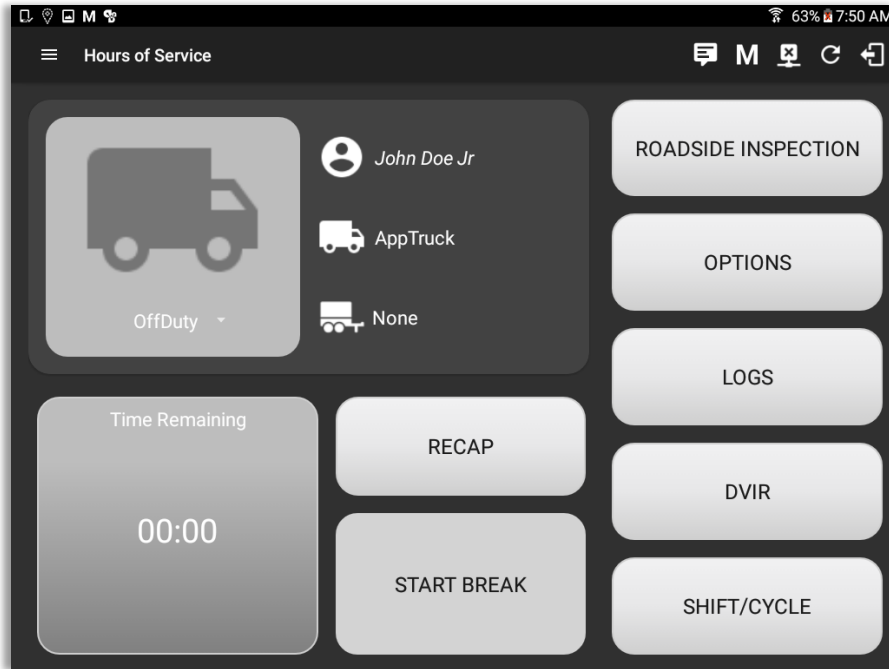 M
63% 7:50 AM
Hours of Service
M
John Doe Jr
AppTruck
OffDuty
None
Time Remaining
00:00
RECAP
START BREAK
ROADSIDE INSPECTION
OPTIONS
LOGS
DVIR
SHIFT/CYCLE